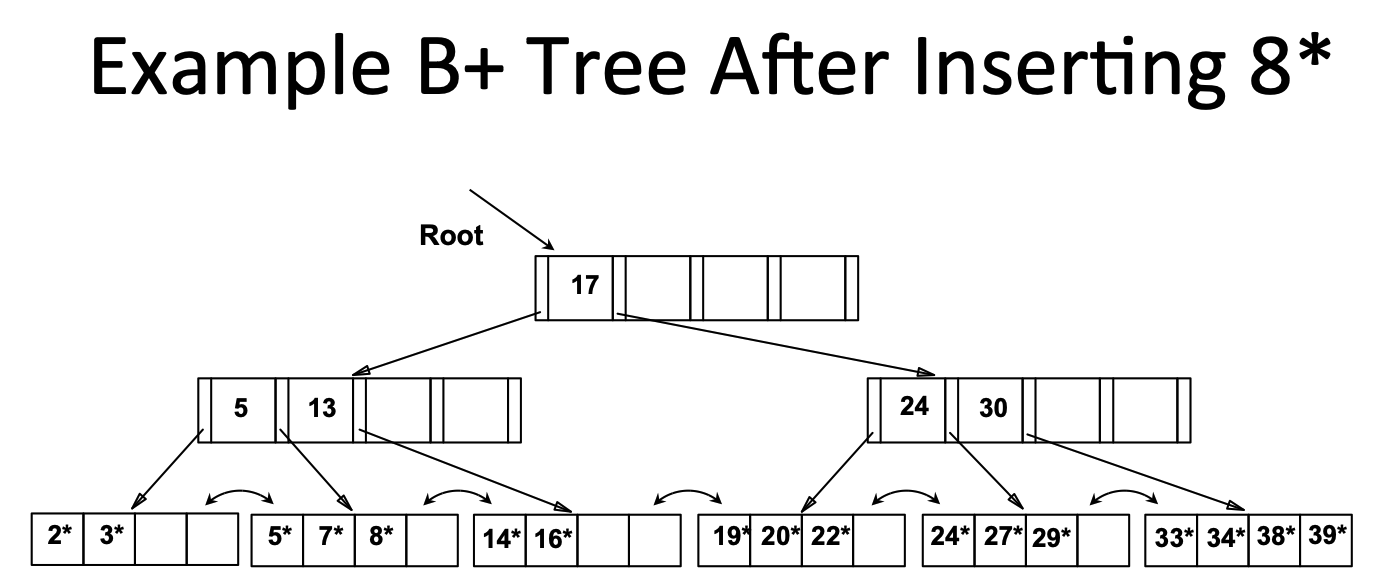 Example B+ Tree After Inserting 8*
Root
17
5 13
24 30
2* 3*
5* 7* 8*
14* 16*
19* 20* 22*
24* 27* 29*
33* 34* 38* 39*